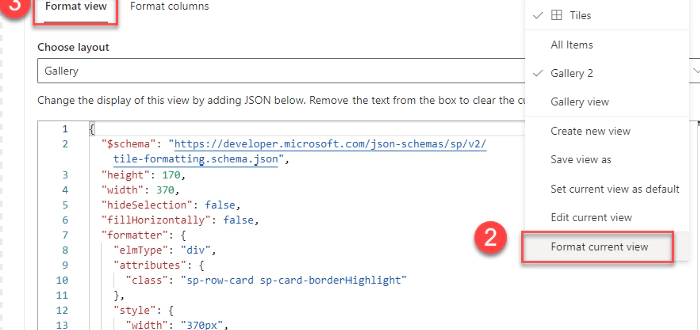 3
Format view
Format columns
Choose layout
Gallery
Change the display of this view by adding JSON below. Remove the text from the box to clear the
1 {
2 "$schema": "https://developer.microsoft.com/json-schemas/sp/v2/
tile-formatting.schema.json",
3 "height": 170,
4 "width": 370,
5 "hideSelection": false,
6 "fillHorizontally": false,
7 "formatter": {
8 "elmType": "div",
9 "attributes": {
10 "class": "sp-row-card sp-card-borderHighlight"
11 },
12 "style": {
13 "width": "370px",
Tiles
All Items
Gallery 2
Gallery view
Create new view
Save view as
Set current view as default
Edit current view
2
Format current view